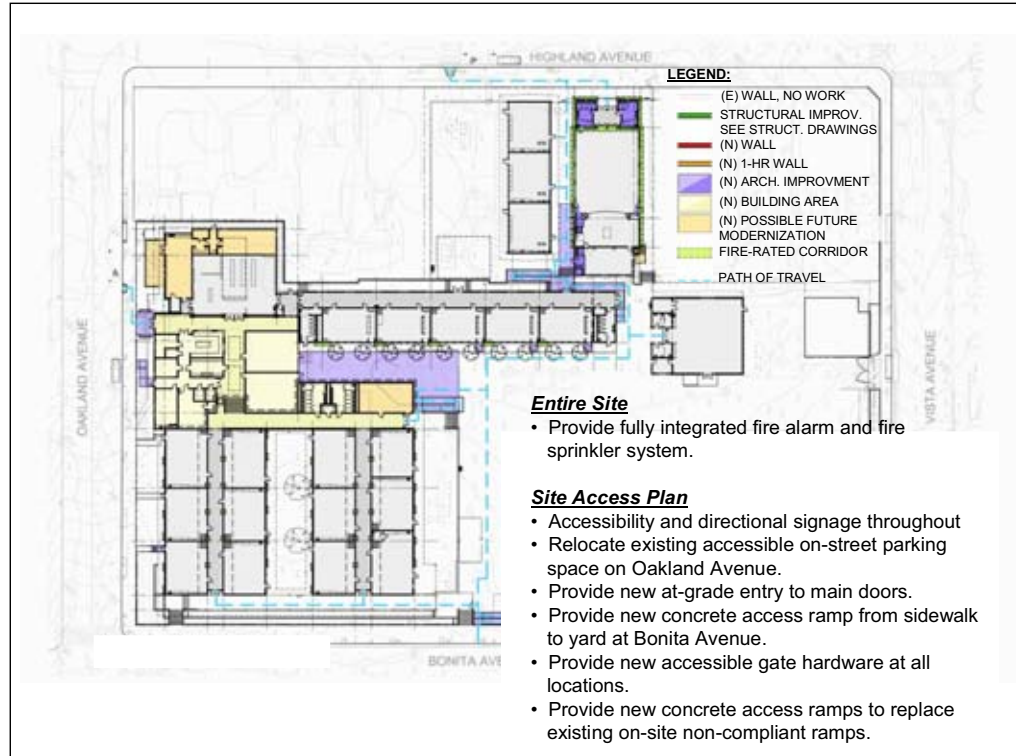 HIGHLAND AVENUE
LEGEND:
(E) WALL, NO WORK
STRUCTURAL IMPROV.
SEE STRUCT. DRAWINGS
(N) WALL
(N) 1-HR WALL
(N) ARCH. IMPROVMENT
(N) BUILDING AREA
(N) POSSIBLE FUTURE
MODERNIZATION
FIRE-RATED CORRIDOR
PATH OF TRAVEL
OAKLAND AVENUE
VISTA AVENUE
Entire Site
• Provide fully integrated fire alarm and fire
sprinkler system.
Site Access Plan
• Accessibility and directional signage throughout
• Relocate existing accessible on-street parking
space on Oakland Avenue.
• Provide new at-grade entry to main doors.
• Provide new concrete access ramp from sidewalk
to yard at Bonita Avenue.
• Provide new accessible gate hardware at all
locations.
• Provide new concrete access ramps to replace
existing on-site non-compliant ramps.
BONITA AVE